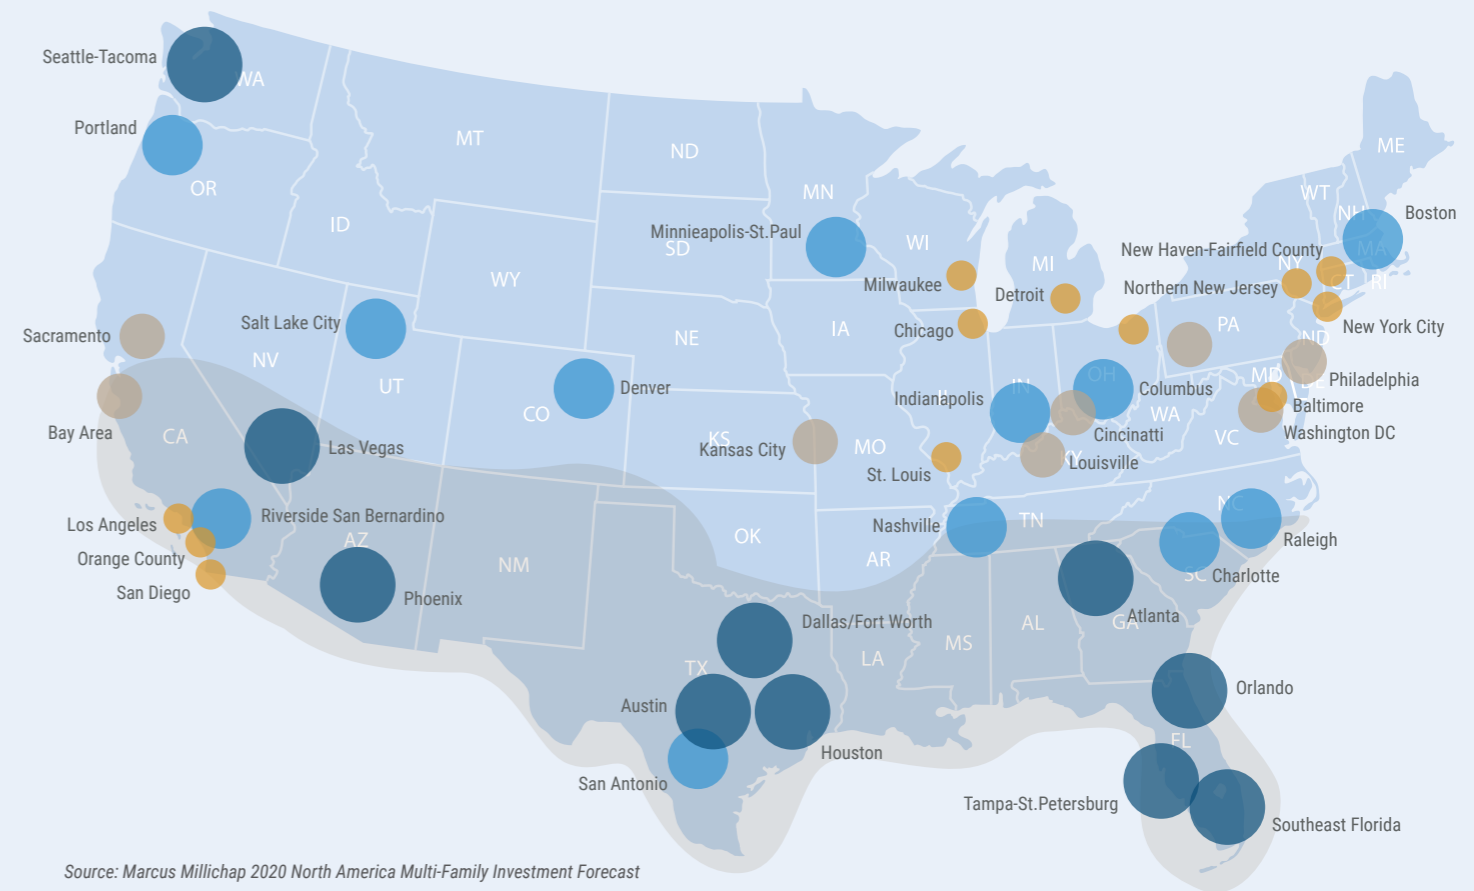 Seattle-Tacoma
WA
Portland
OR
MT
ND
ME
ID
MN
WT
NH
Boston
Minnieapolis-St.Paul
SD
WI
MI
New Haven-Fairfield County
NY
MA
WY
Milwaukee
Detroit
Northern New Jersey
CT
RI
Sacramento
Salt Lake City
NV
NE
IA
Chicago
PA
New York City
ND
UT
Denver
CO
Indianapolis
IN
OH
Columbus
MD
DE
Philadelphia
Bay Area
CA
Las Vegas
KS
Kansas City
MO
St. Louis
Cincinatti
WA
VC
Baltimore
Washington DC
KY
Louisville
Los Angeles
Riverside San Bernardino
Orange County
AZ
San Diego
Phoenix
NM
OK
AR
Nashville
TN
NC
Raleigh
SC
Charlotte
Dallas/Fort Worth
TX
LA
MS
AL
GA
Atlanta
Austin
Houston
San Antonio
Orlando
FL
Tampa-St.Petersburg
Southeast Florida
Source: Marcus Millichap 2020 North America Multi-Family Investment Forecast